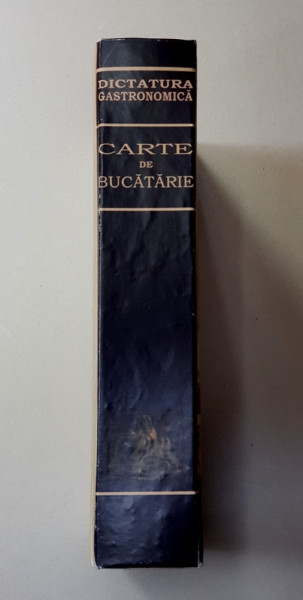 DICTATURA
GASTRONOMICĂ
CARTE
DE
BUCĂTĂRIE